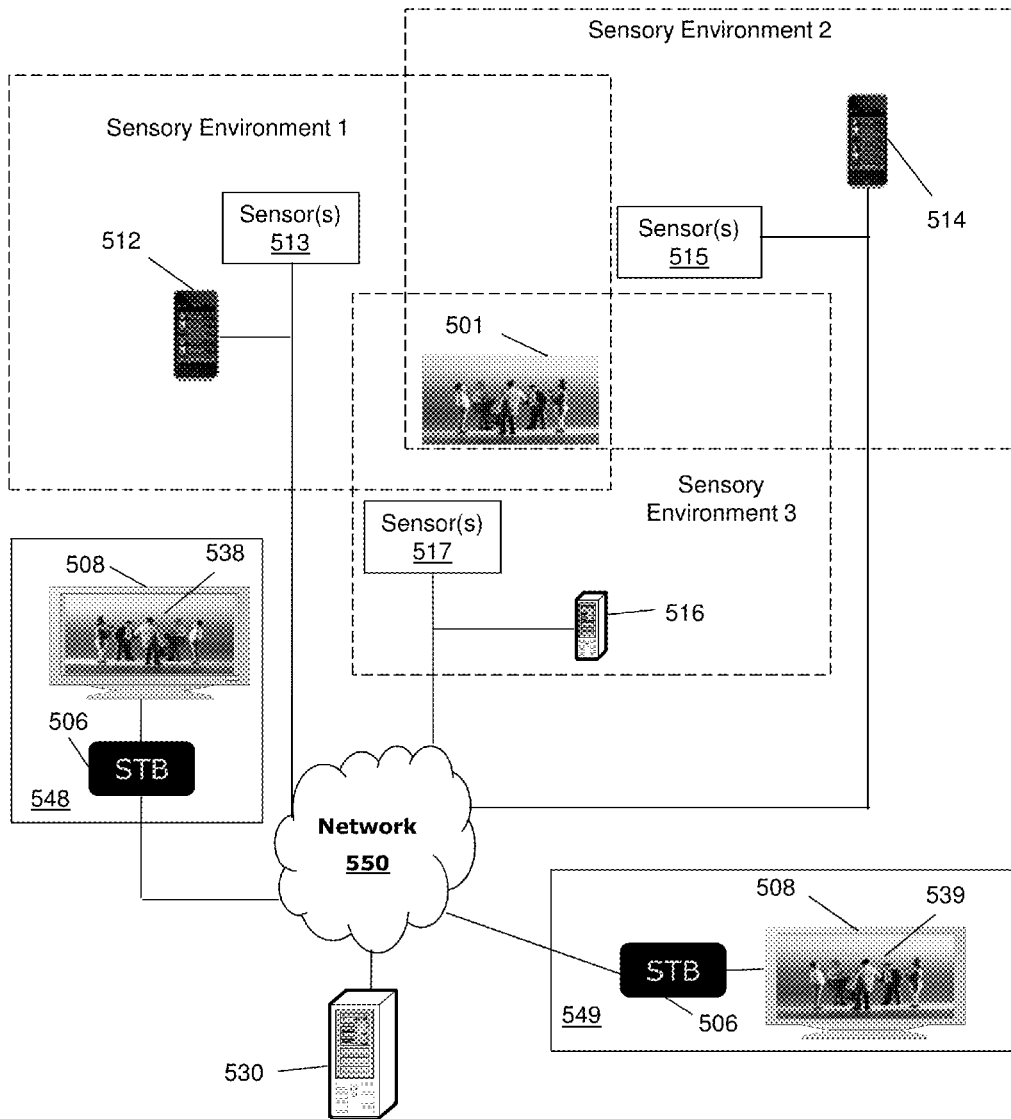 Sensory Environment 2
Sensory Environment 1
Sensor(s)
513
512
514
Sensor(s)
515
501
Sensory
Environment 3
Sensor(s)
517
516
508
538
506
STB
548
Network
550
508
539
STB
506
549
530